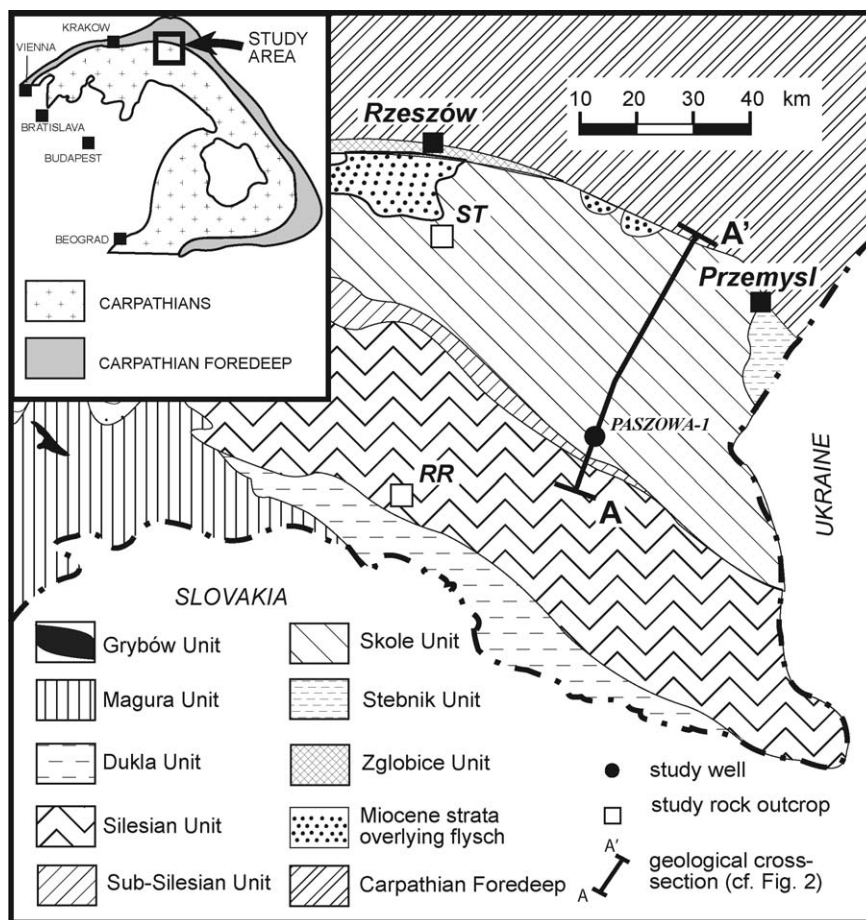 KRAKOW
VIENNA
STUDY
AREA
BRATISLAVA
BUDAPEST
BEOGRAD
CARPATHIANS
CARPATHIAN FOREDEEP
10 20 30 40 km
Rzeszów
ST
A'
Przemysl
PASZOWA-1
RR
A
UKRAINE
SLOVAKIA
Grybów Unit
Magura Unit
Dukla Unit
Silesian Unit
Sub-Silesian Unit
Skole Unit
Stebnik Unit
Zglobice Unit
Miocene strata
overlying flysch
Carpathian Foredeep
study well
study rock outcrop
A'
A
geological cross-
section (cf. Fig. 2)